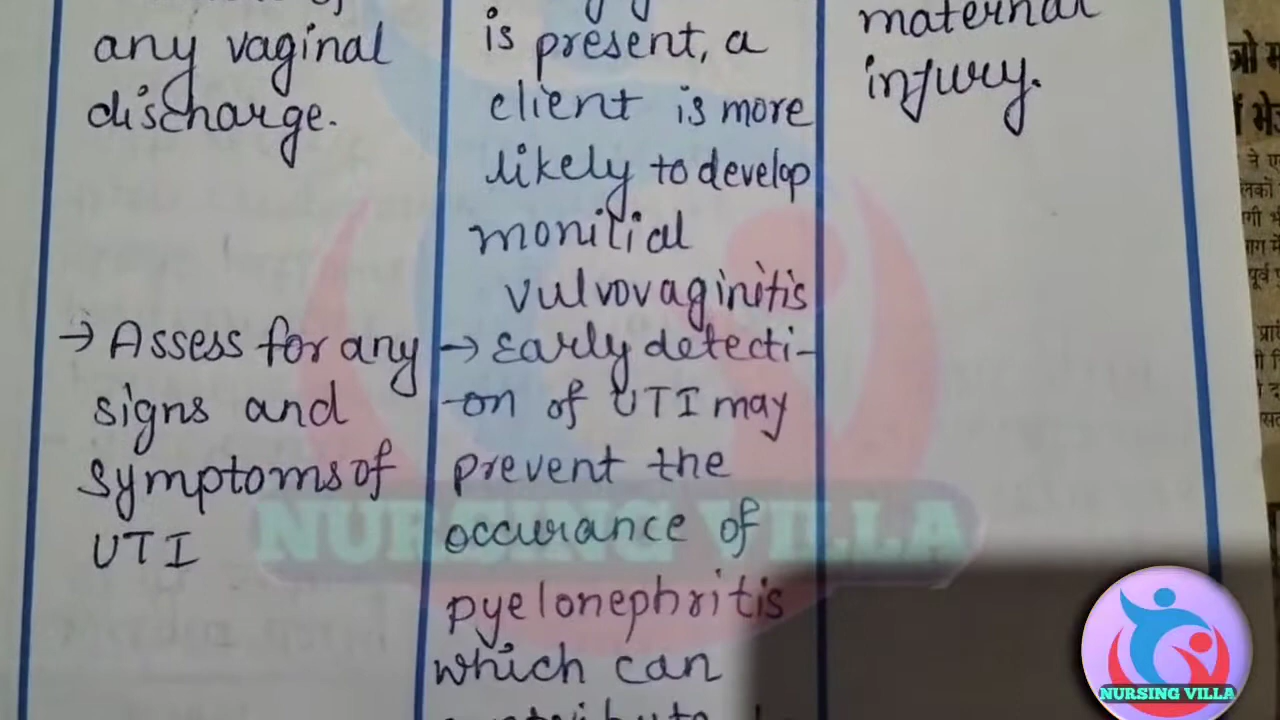 any vaginal
discharge.
is present, a
client is more
likely to develop
monilial
vulvovaginitis
maternal
injury.
→ Assess for any
signs and
symptoms of
UTI
→ Early detecti-
-on of UTI may
prevent the
occurance of
pyelonephritis
which can
NURSING VILLA
NURSING VILLA